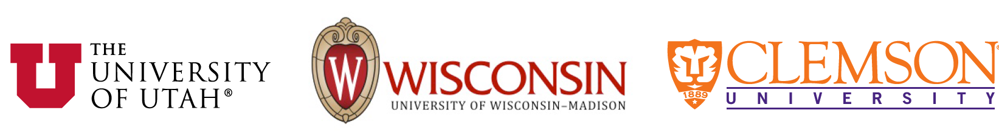 U
THE
UNIVERSITY
OF UTAH®
W
WISCONSIN
UNIVERSITY OF WISCONSIN–MADISON
1889
CLEMSON®
UNIVERSITY